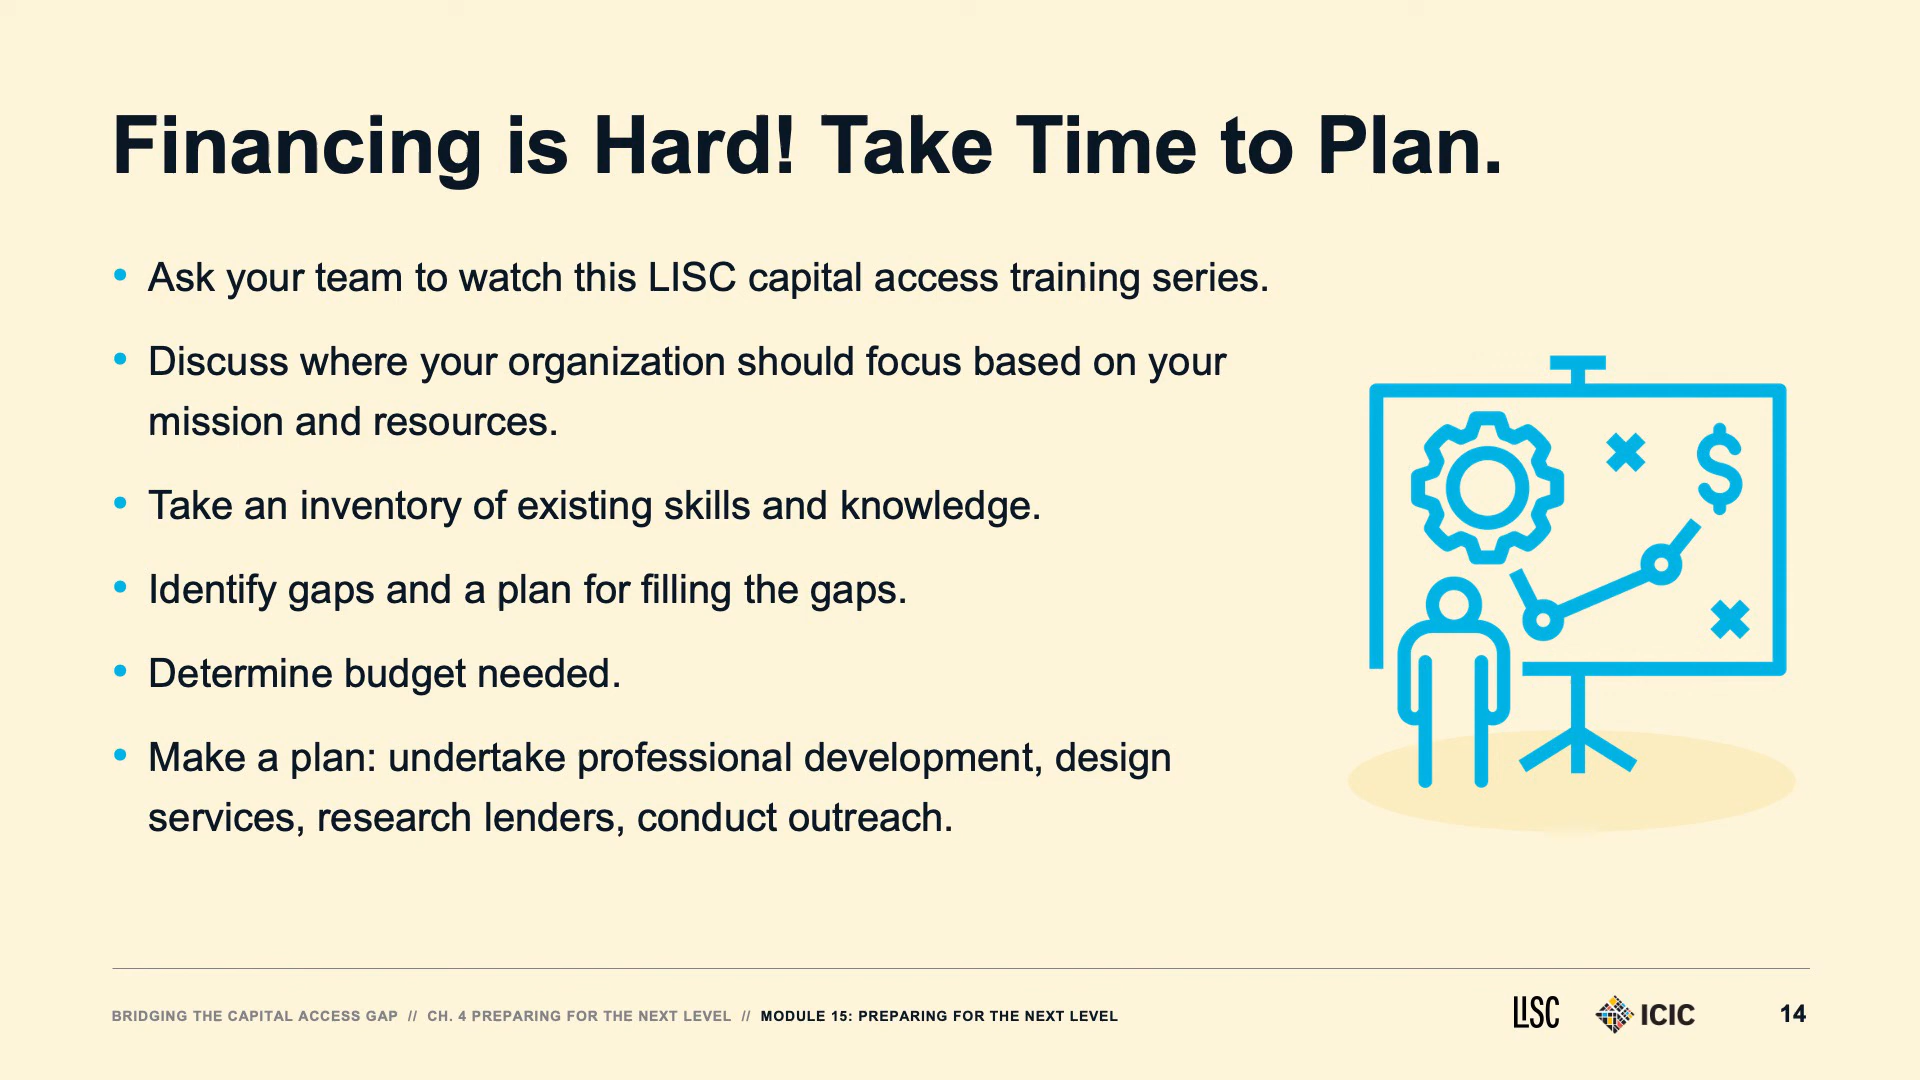 Financing is Hard! Take Time to Plan.
• Ask your team to watch this LISC capital access training series.
• Discuss where your organization should focus based on your
mission and resources.
• Take an inventory of existing skills and knowledge.
• Identify gaps and a plan for filling the gaps.
• Determine budget needed.
• Make a plan: undertake professional development, design
services, research lenders, conduct outreach.
$
BRIDGING THE CAPITAL ACCESS GAP // CH. 4 PREPARING FOR THE NEXT LEVEL // MODULE 15: PREPARING FOR THE NEXT LEVEL
LISC ICIC 14